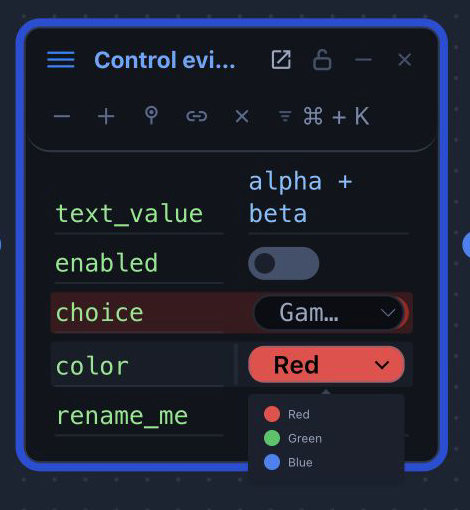 Control evi...
⌘ + K
alpha +
text_value beta
enabled
choice Gam...
color Red
rename_me
Red
Green
Blue